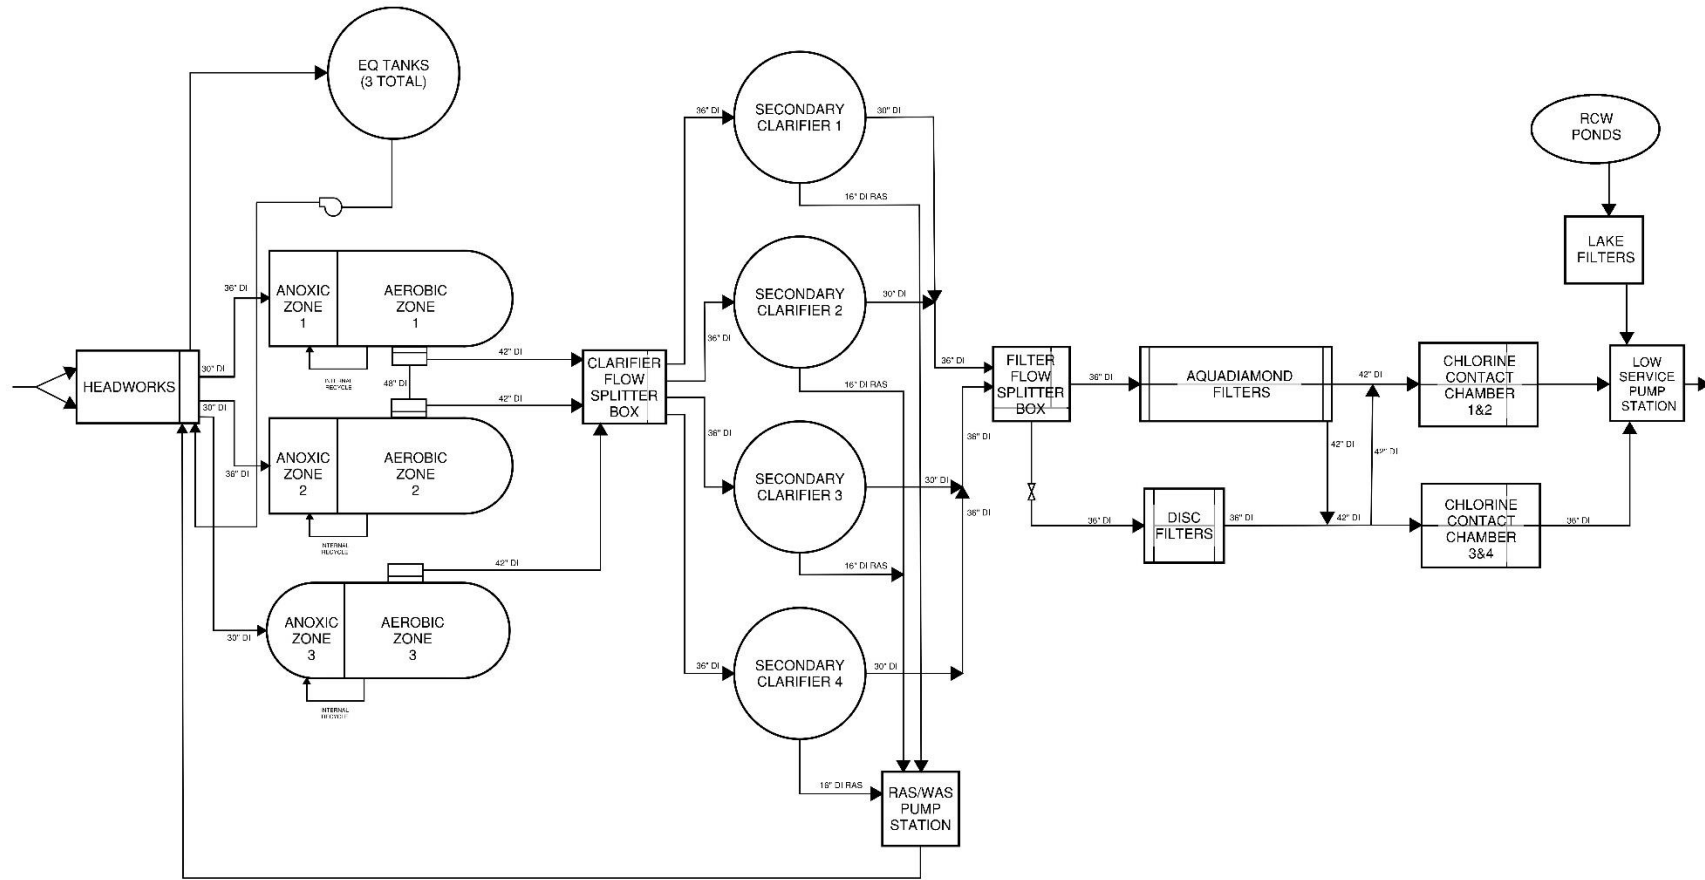 EQ TANKS
(3 TOTAL)
SECONDARY
CLARIFIER 1
36" DI
30" DI
16" DI RAS
RCW
PONDS
LAKE
FILTERS
36" DI
ANOXIC
ZONE
1
AEROBIC
ZONE
1
INTERNAL
RECYCLE
SECONDARY
CLARIFIER 2
36" DI
30" DI
16" DI RAS
HEADWORKS
30" DI
30" DI
36" DI
48" DI
42" DI
42" DI
CLARIFIER
FLOW
SPLITTER
BOX
ANOXIC
ZONE
2
AEROBIC
ZONE
2
INTERNAL
RECYCLE
36" DI
SECONDARY
CLARIFIER 3
30" DI
36" DI
36" DI
16" DI RAS
36" DI
FILTER
FLOW
SPLITTER
BOX
36" DI
AQUADIAMOND
FILTERS
42" DI
CHLORINE
CONTACT
CHAMBER
1&2
LOW
SERVICE
PUMP
STATION
42" DI
42" DI
36" DI
DISC
FILTERS
36" DI
42" DI
CHLORINE
CONTACT
CHAMBER
3&4
36" DI
42" DI
30" DI
ANOXIC
ZONE
3
AEROBIC
ZONE
3
INTERNAL
RECYCLE
36" DI
SECONDARY
CLARIFIER 4
30" DI
16" DI RAS
RAS/WAS
PUMP
STATION